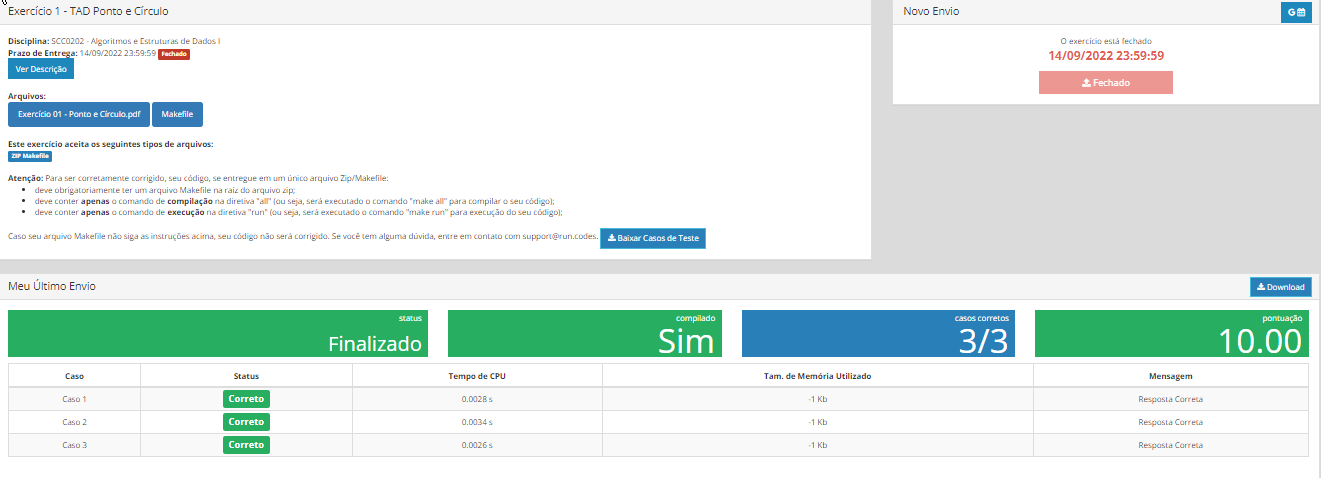 Exercício 1 - TAD Ponto e Círculo
Disciplina: SCC0202 - Algoritmos e Estruturas de Dados I
Prazo de Entrega: 14/09/2022 23:59:59 Fechado
Ver Descrição
Arquivos:
Exercício 01 - Ponto e Círculo.pdf Makefile
Este exercício aceita os seguintes tipos de arquivos:
ZIP Makefile
Atenção: Para ser corretamente corrigido, seu código, se entregue em um único arquivo Zip/Makefile:
• deve obrigatoriamente ter um arquivo Makefile na raiz do arquivo zip;
• deve conter apenas o comando de compilação na diretiva "all" (ou seja, será executado o comando "make all" para compilar o seu código);
• deve conter apenas o comando de execução na diretiva "run" (ou seja, será executado o comando "make run" para execução do seu código);
Caso seu arquivo Makefile não siga as instruções acima, seu código não será corrigido. Se você tem alguma dúvida, entre em contato com support@run.codes. Baixar Casos de Teste
Novo Envio
G
O exercício está fechado
14/09/2022 23:59:59
Fechado
Meu Último Envio
Download
status
Finalizado
compilado
Sim
casos corretos
3/3
pontuação
10.00
Caso Status Tempo de CPU Tam. de Memória Utilizado Mensagem
Caso 1 Correto 0.0028 s -1 Kb Resposta Correta
Caso 2 Correto 0.0034 s -1 Kb Resposta Correta
Caso 3 Correto 0.0026 s -1 Kb Resposta Correta